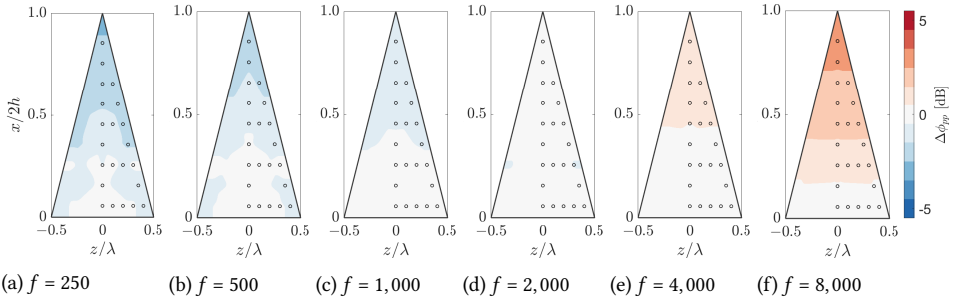 1.0 1.0 1.0 1.0 1.0 1.0 5
x/2h 0.5 0.5 0.5 0.5 0.5 0.5 0 Δϕpp [dB]
0 0 0 0 0 0 -5
−0.5 0 0.5 −0.5 0 0.5 −0.5 0 0.5 −0.5 0 0.5 −0.5 0 0.5 −0.5 0 0.5
z/λ z/λ z/λ z/λ z/λ z/λ
(a) f = 250 (b) f = 500 (c) f = 1,000 (d) f = 2,000 (e) f = 4,000 (f) f = 8,000